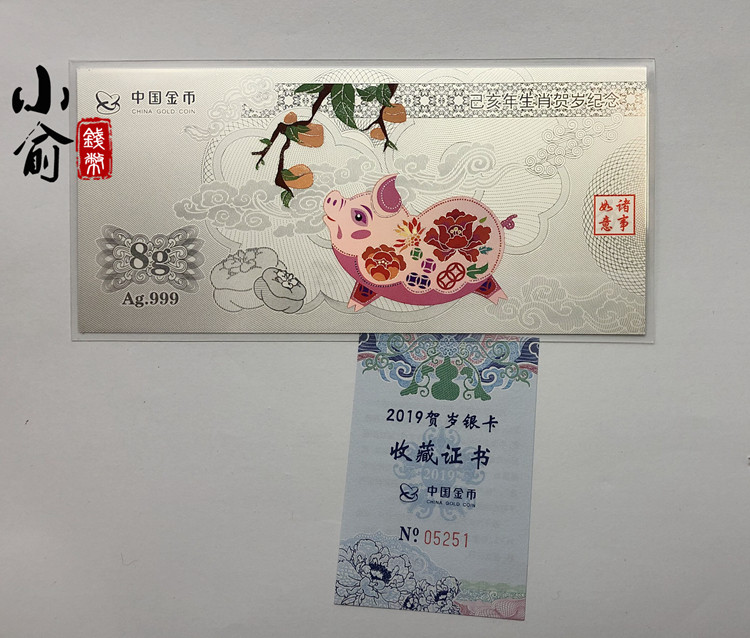 小俞
錢幣
中国金币
CHINA GOLD COIN
己亥年生肖贺岁纪念
诸事
如意
8g
Ag.999
2019贺岁银卡
收藏证书
2019
中国金币
CHINA GOLD COIN
№ 05251